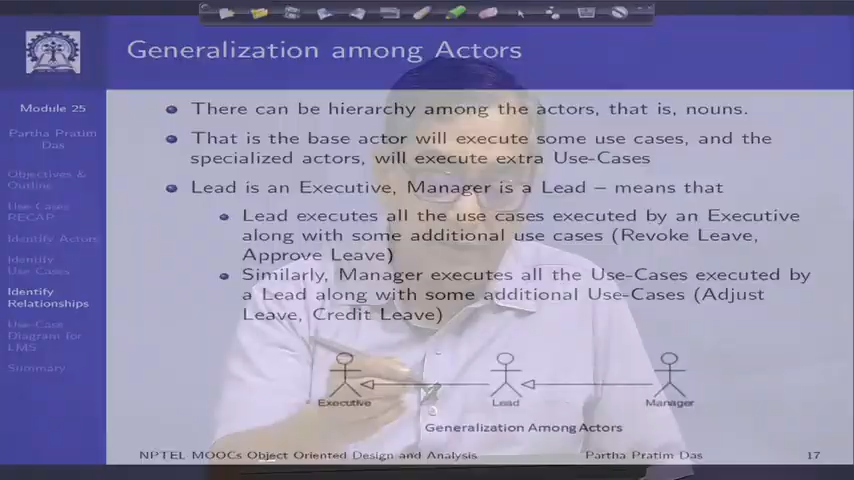 Generalization among Actors
Module 25
Partha Pratim
Das
Objectives &
Outline
Use-Cases
RECAP
Identify Actors
Identify
Use Cases
Identify
Relationships
Use-Case
Diagram for
LMS
Summary
There can be hierarchy among the actors, that is, nouns.
That is the base actor will execute some use cases, and the
specialized actors, will execute extra Use-Cases
Lead is an Executive, Manager is a Lead – means that
Lead executes all the use cases executed by an Executive
along with some additional use cases (Revoke Leave,
Approve Leave)
Similarly, Manager executes all the Use-Cases executed by
a Lead along with some additional Use-Cases (Adjust
Leave, Credit Leave)
Executive
Lead
Manager
Generalization Among Actors
NPTEL MOOCs Object Oriented Design and Analysis
Partha Pratim Das
17